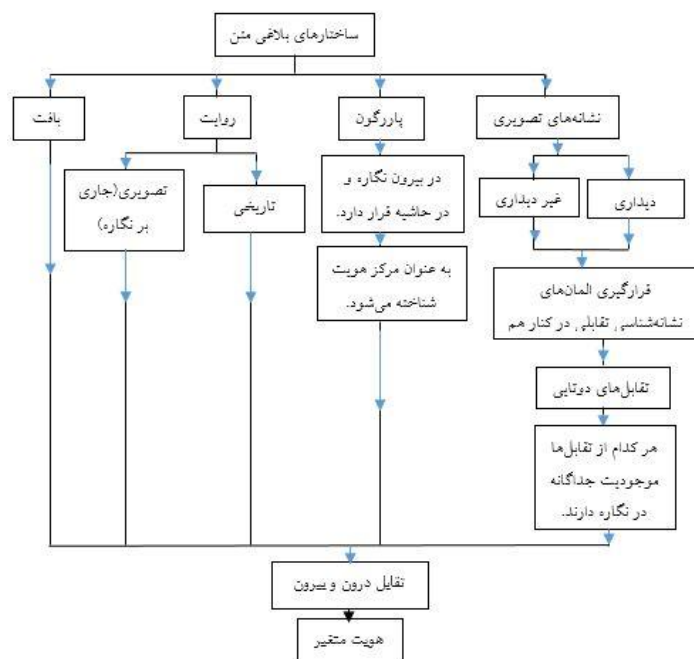 ساختارهای بلاغی متن
نشانه‌های تصویری
پاررگون
روایت
بافت
دیداری
غیر دیداری
در بیرون نگاره و
در حاشیه قرار دارد.
تاریخی
تصویری(جاری
بر نگاره)
به عنوان مرکز هویت
شناخته می‌شود.
قرارگیری المان‌های
نشانه‌شناسی تقابلی در کنار هم
تقابل‌های دوتایی
هر کدام از تقابل‌ها
موجودیت جداگانه
در نگاره دارند.
تقابل درون و بیرون
هویت متغیر